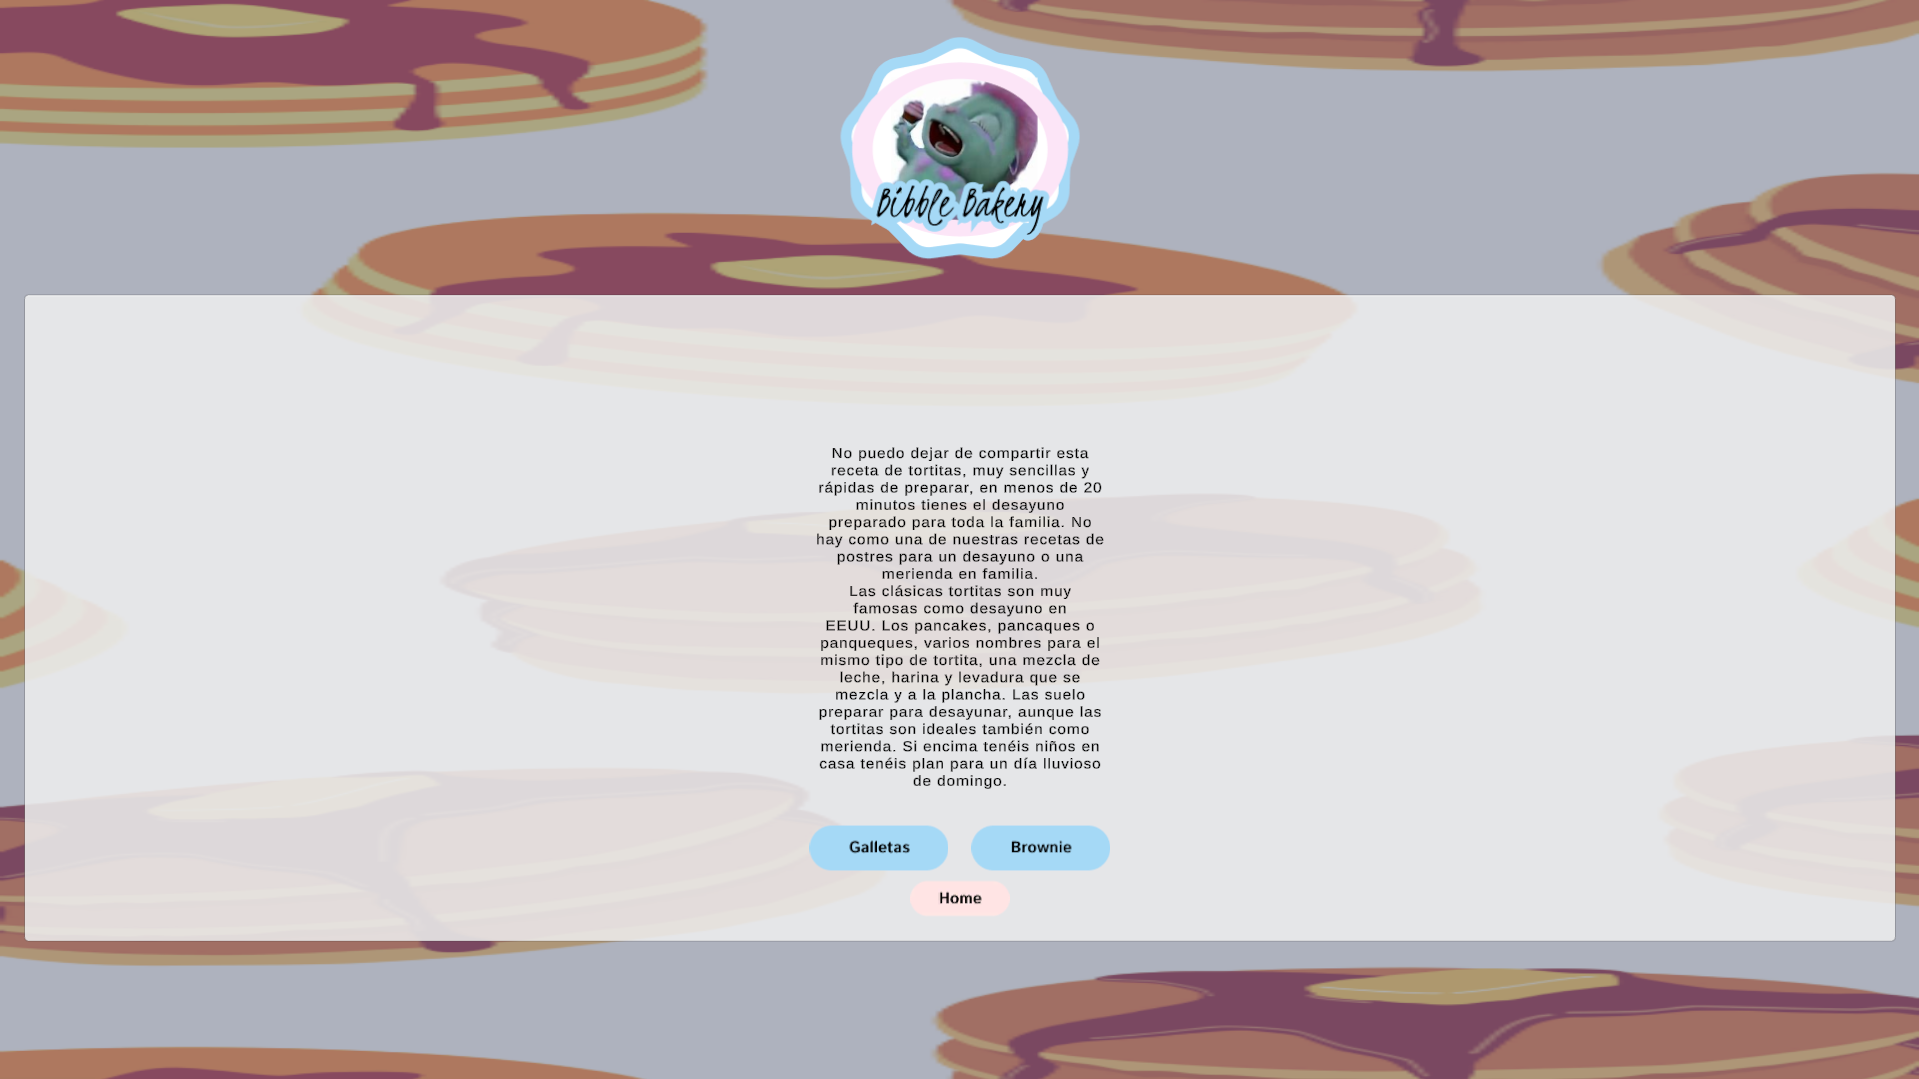 Bibble Bakery
No puedo dejar de compartir esta
receta de tortitas, muy sencillas y
rápidas de preparar, en menos de 20
minutos tienes el desayuno
preparado para toda la familia. No
hay como una de nuestras recetas de
postres para un desayuno o una
merienda en familia.
Las clásicas tortitas son muy
famosas como desayuno en
EEUU. Los pancakes, pancaques o
panqueques, varios nombres para el
mismo tipo de tortita, una mezcla de
leche, harina y levadura que se
mezcla y a la plancha. Las suelo
preparar para desayunar, aunque las
tortitas son ideales también como
merienda. Si encima tenéis niños en
casa tenéis plan para un día lluvioso
de domingo.
Galletas Brownie
Home